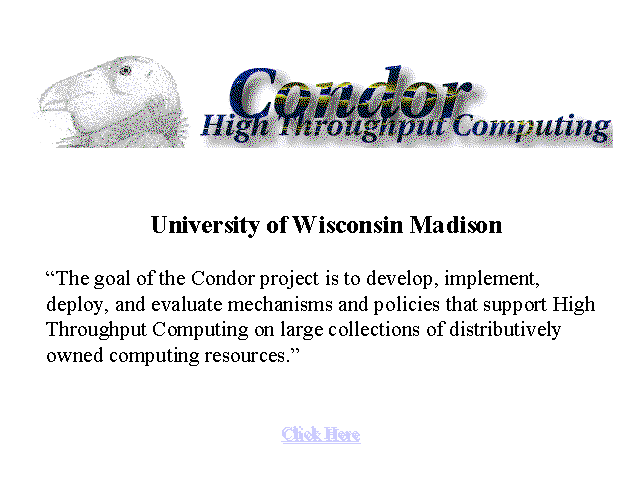 Condor
High Throughput Computing
University of Wisconsin Madison
“The goal of the Condor project is to develop, implement,
deploy, and evaluate mechanisms and policies that support High
Throughput Computing on large collections of distributively
owned computing resources.”
Click Here